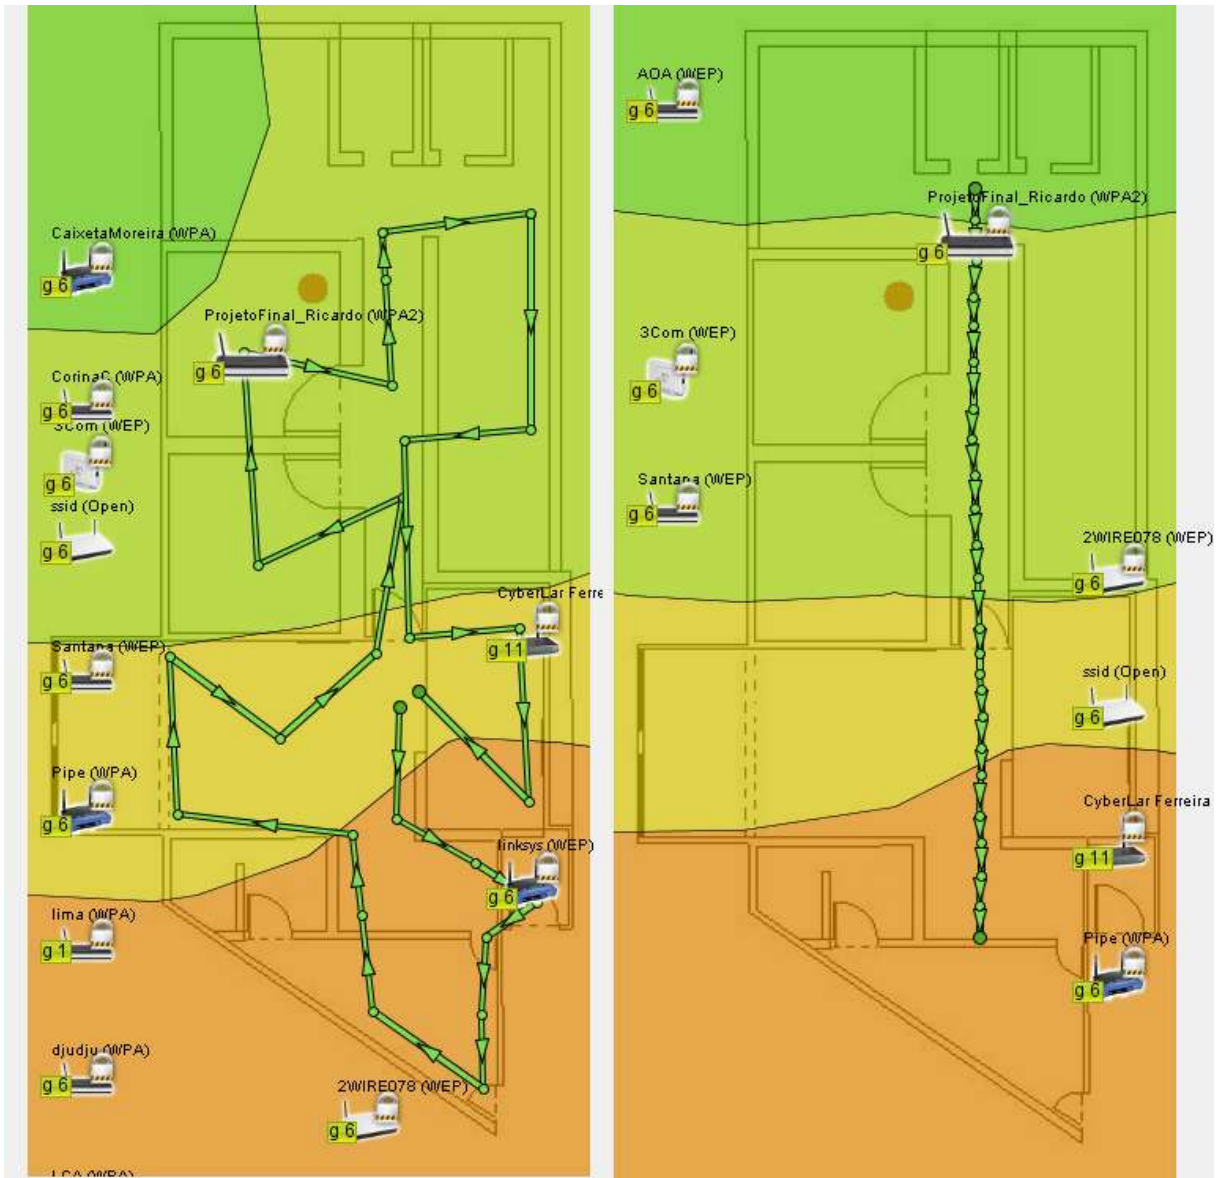 CaixetaMoreira (WPA)
g 6
ProjetoFinal_Ricardo (WPA2)
g 6
CorinaC (WPA)
g 6
3Com (WEP)
g 6
ssid (Open)
g 6
CyberLar Ferre
g 11
Santana (WEP)
g 6
Pipe (WPA)
g 6
linksys (WEP)
g 6
lima (WPA)
g 1
djudju (WPA)
g 6
2WIRE078 (WEP)
g 6
LCA (WPA)
AOA (WEP)
g 6
ProjetoFinal_Ricardo (WPA2)
g 6
3Com (WEP)
g 6
Santana (WEP)
g 6
2WIRE078 (WEP)
g 6
ssid (Open)
g 6
CyberLar Ferreira
g 11
Pipe (WPA)
g 6